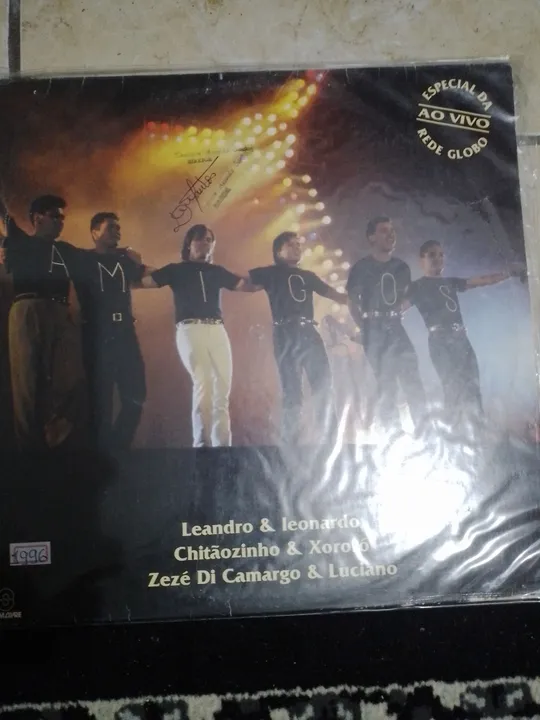 ESPECIAL DA
AO VIVO
REDE GLOBO
A M I G O S
Leandro & leonardo
Chitãozinho & Xororó
Zezé Di Camargo & Luciano
1996